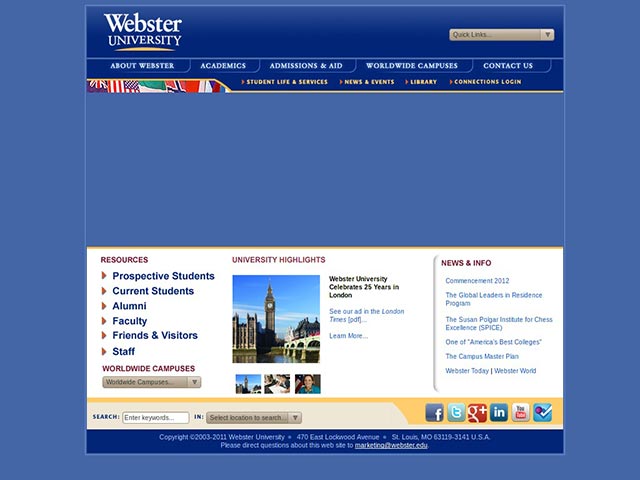 Webster
UNIVERSITY
Quick Links...
ABOUT WEBSTER
ACADEMICS
ADMISSIONS & AID
WORLDWIDE CAMPUSES
CONTACT US
STUDENT LIFE & SERVICES
NEWS & EVENTS
LIBRARY
CONNECTIONS LOGIN
RESOURCES
Prospective Students
Current Students
Alumni
Faculty
Friends & Visitors
Staff
WORLDWIDE CAMPUSES
Worldwide Campuses...
UNIVERSITY HIGHLIGHTS
Webster University
Celebrates 25 Years in
London
See our ad in the London
Times [pdf]...
Learn More...
NEWS & INFO
Commencement 2012
The Global Leaders in Residence
Program
The Susan Polgar Institute for Chess
Excellence (SPICE)
One of "America's Best Colleges"
The Campus Master Plan
Webster Today | Webster World
SEARCH: Enter keywords... IN: Select location to search...
f t g+ in You Tube
Copyright ©2003-2011 Webster University 470 East Lockwood Avenue St. Louis, MO 63119-3141 U.S.A.
Please direct questions about this web site to marketing@webster.edu.